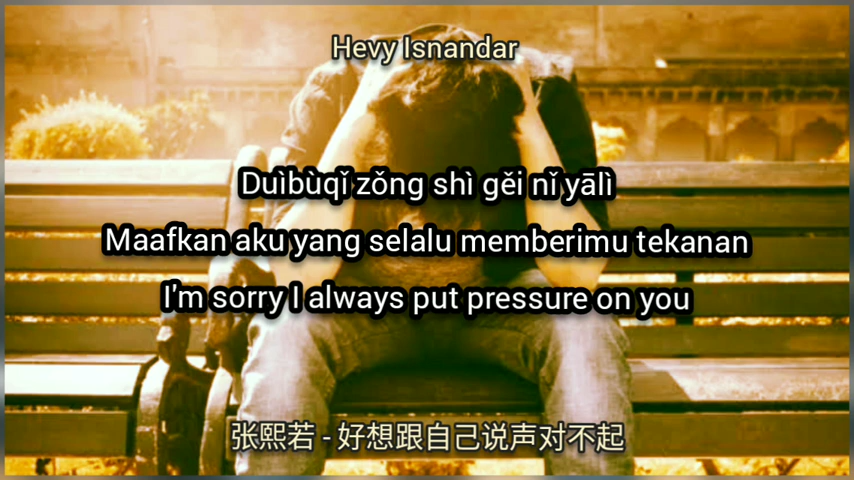 Hevy Isnandar
Duìbùqǐ zǒng shì gěi nǐ yālì
Maafkan aku yang selalu memberimu tekanan
I'm sorry I always put pressure on you
张熙若 - 好想跟自己说声对不起